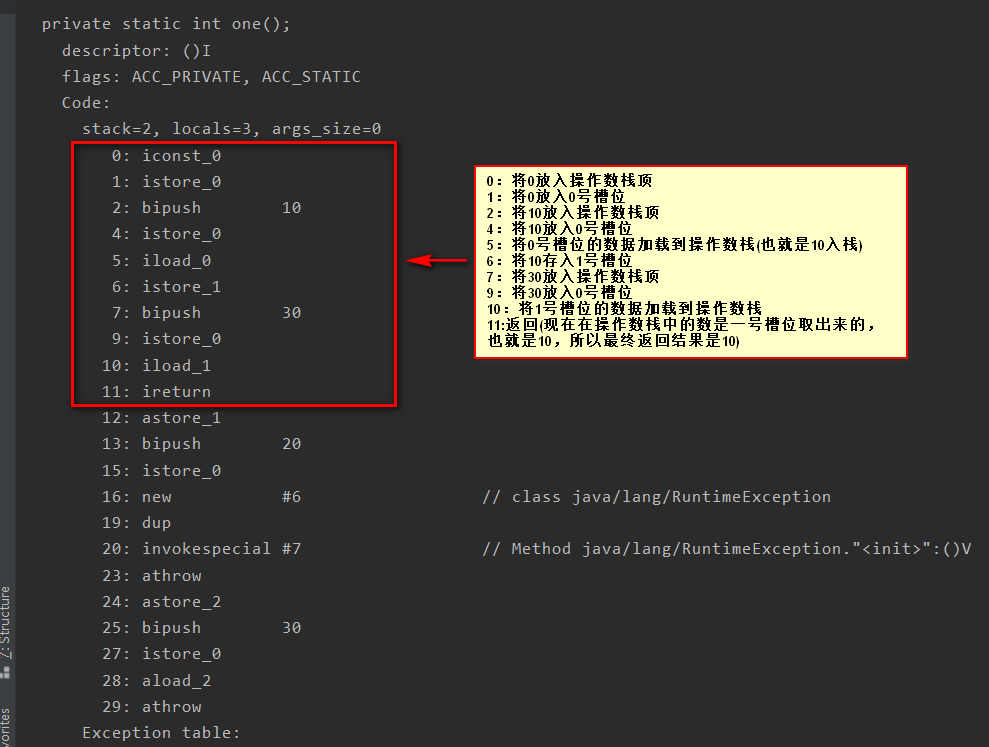 private static int one();
descriptor: ()I
flags: ACC_PRIVATE, ACC_STATIC
Code:
stack=2, locals=3, args_size=0
0: iconst_0
1: istore_0
2: bipush 10
4: istore_0
5: iload_0
6: istore_1
7: bipush 30
9: istore_0
10: iload_1
11: ireturn
12: astore_1
13: bipush 20
15: istore_0
16: new #6 // class java/lang/RuntimeException
19: dup
20: invokespecial #7 // Method java/lang/RuntimeException."<init>":()V
23: athrow
24: astore_2
25: bipush 30
27: istore_0
28: aload_2
29: athrow
Exception table:
0：将0放入操作数栈顶
1：将0放入0号槽位
2：将10放入操作数栈顶
4：将10放入0号槽位
5：将0号槽位的数据加载到操作数栈(也就是10入栈)
6：将10存入1号槽位
7：将30放入操作数栈顶
9：将30放入0号槽位
10：将1号槽位的数据加载到操作数栈
11:返回(现在在操作数栈中的数是一号槽位取出来的，
也就是10，所以最终返回结果是10)
Z: Structure
vorites